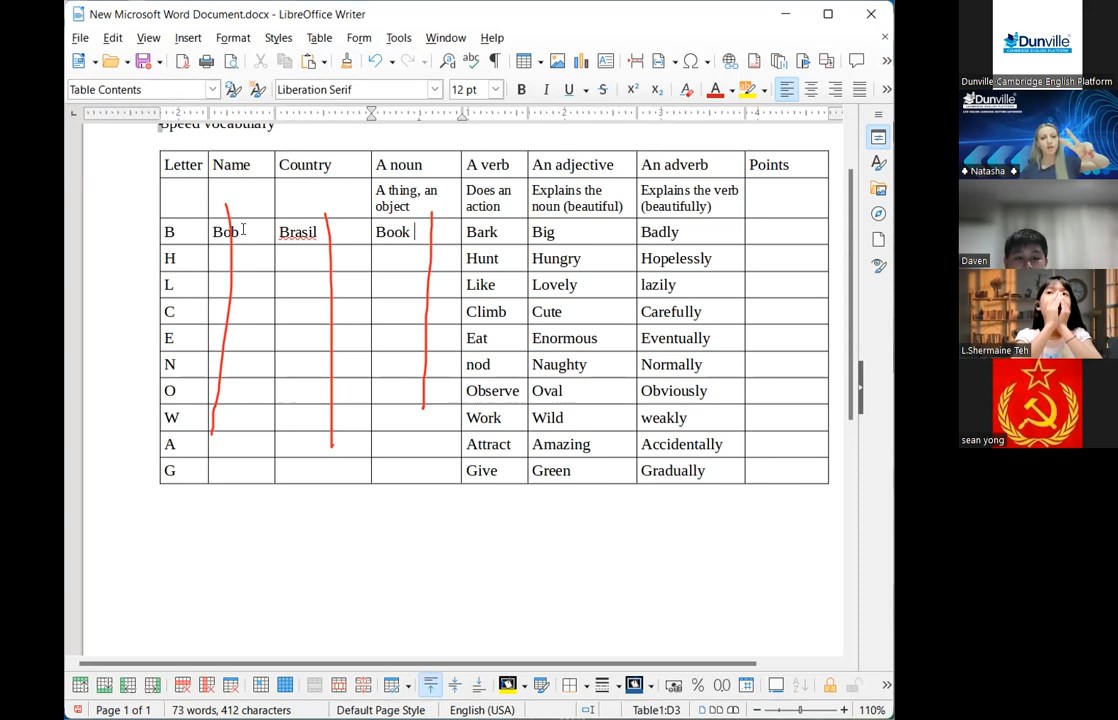 New Microsoft Word Document.docx - LibreOffice Writer
File Edit View Insert Format Styles Table Form Tools Window Help
Table Contents Liberation Serif 12 pt
Speed vocabulary
Letter Name Country A noun A verb An adjective An adverb Points
A thing, an object Does an action Explains the noun (beautiful) Explains the verb (beautifully)
B Bob Brasil Book Bark Big Badly
H Hunt Hungry Hopelessly
L Like Lovely lazily
C Climb Cute Carefully
E Eat Enormous Eventually
N nod Naughty Normally
O Observe Oval Obviously
W Work Wild weakly
A Attract Amazing Accidentally
G Give Green Gradually
Page 1 of 1 73 words, 412 characters Default Page Style English (USA) Table1:D3 110%
Dunville
Dunville Cambridge English Platform
Dunville
Natasha
Daven
L.Shermaine Teh
sean yong